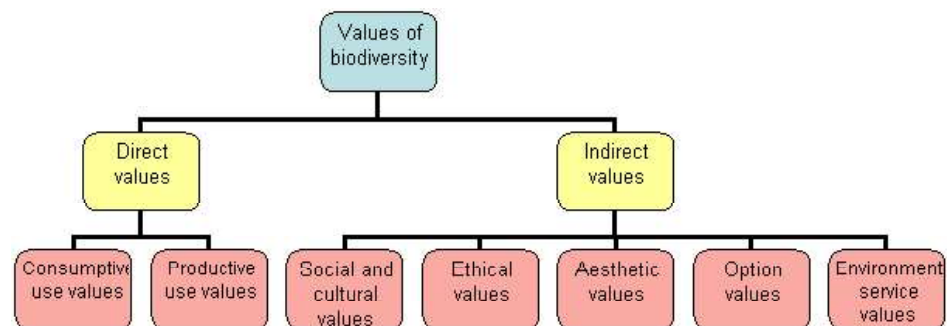 Values of
biodiversity
Direct
values
Indirect
values
Consumptive
use values
Productive
use values
Social and
cultural
values
Ethical
values
Aesthetic
values
Option
values
Environment
service
values